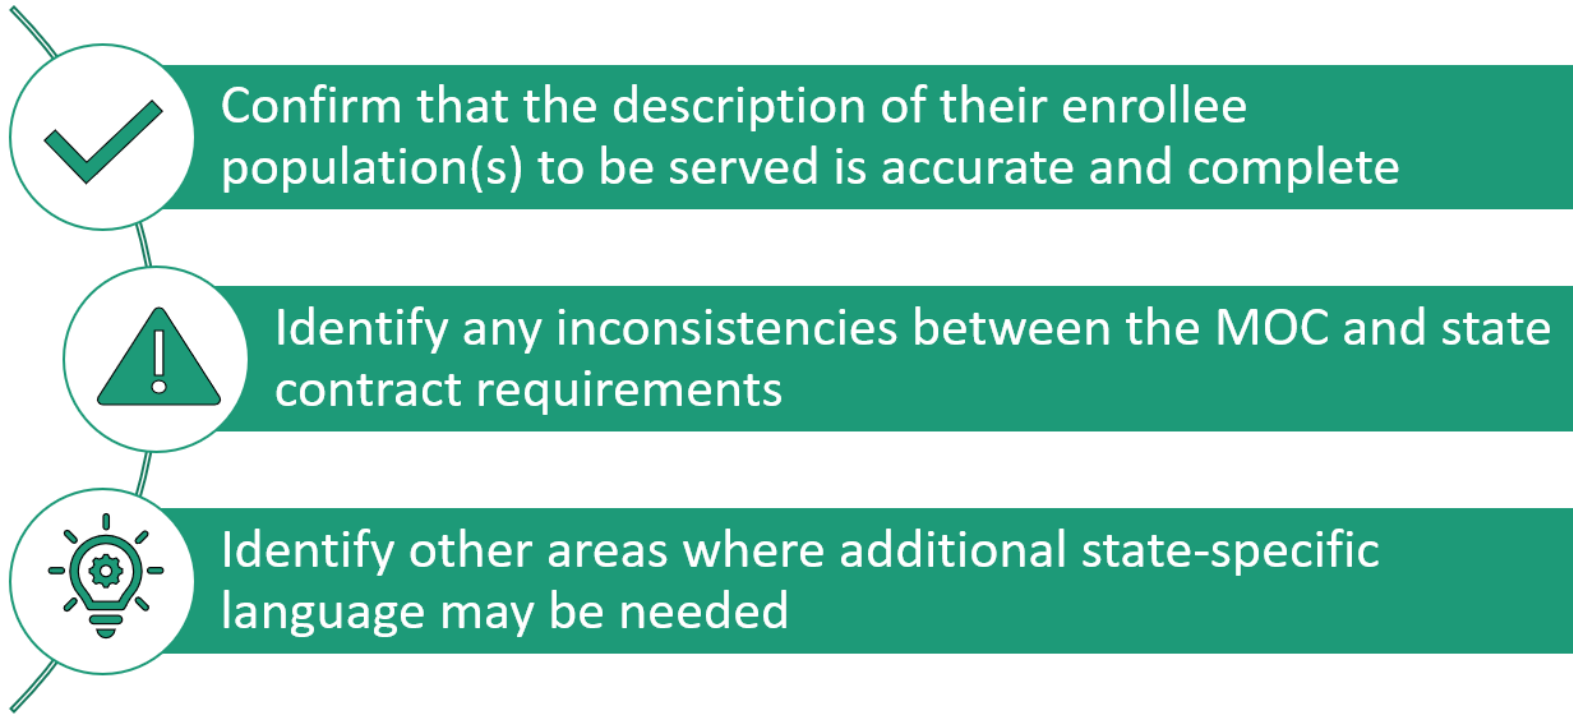 Confirm that the description of their enrollee
population(s) to be served is accurate and complete
Identify any inconsistencies between the MOC and state
contract requirements
Identify other areas where additional state-specific
language may be needed